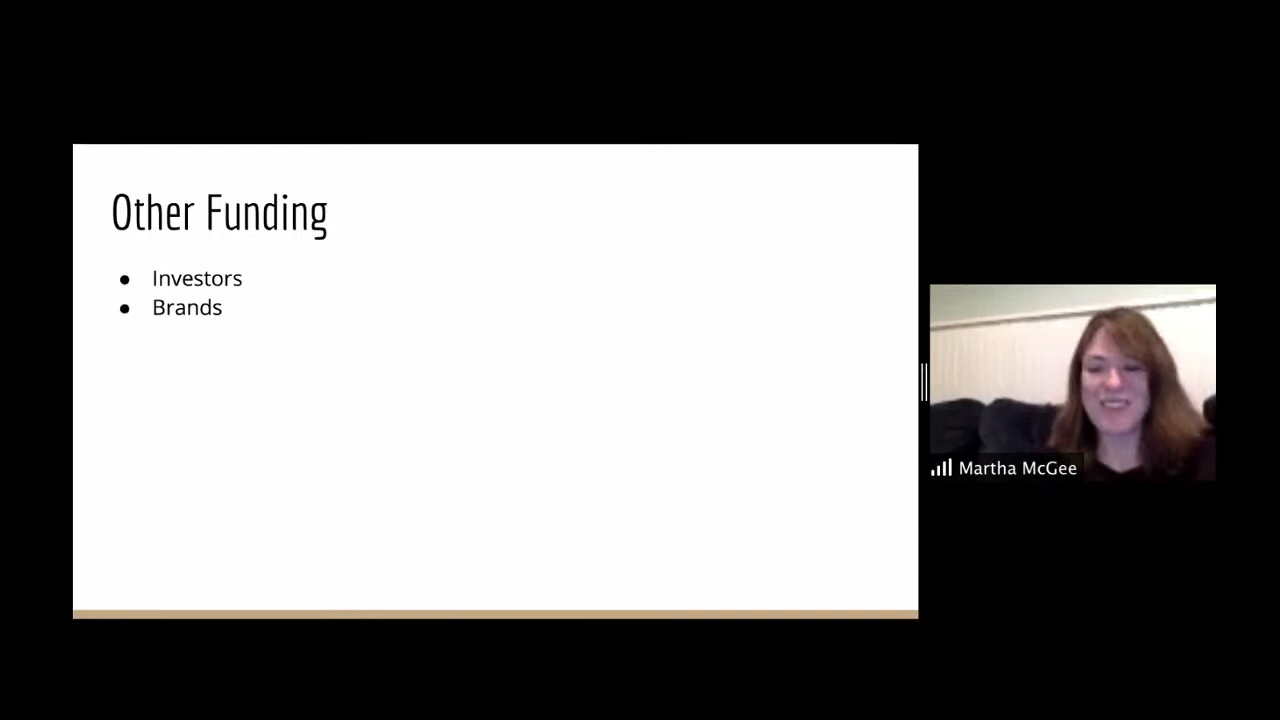 Other Funding
● Investors
● Brands
Martha McGee